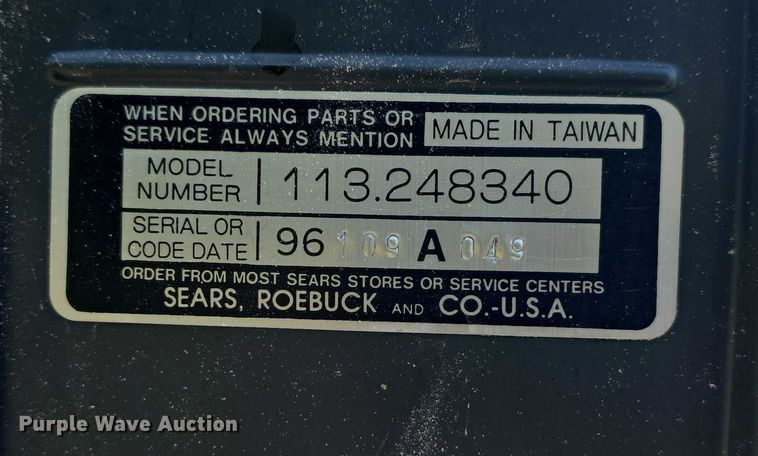 WHEN ORDERING PARTS OR
SERVICE ALWAYS MENTION
MADE IN TAIWAN
MODEL
NUMBER
113.248340
SERIAL OR
CODE DATE
96 109 A 049
ORDER FROM MOST SEARS STORES OR SERVICE CENTERS
SEARS, ROEBUCK AND CO.-U.S.A.
Purple Wave Auction